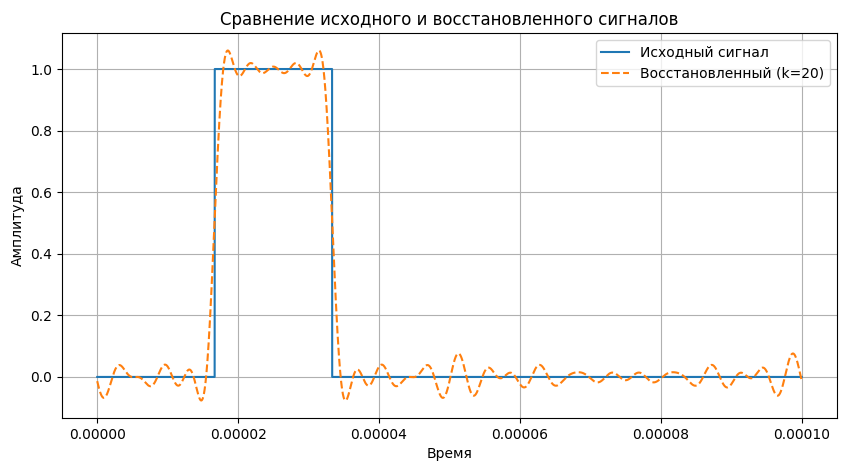 Сравнение исходного и восстановленного сигналов
Исходный сигнал
Восстановленный (k=20)
1.0
0.8
0.6
0.4
0.2
0.0
Амплитуда
0.00000 0.00002 0.00004 0.00006 0.00008 0.00010
Время